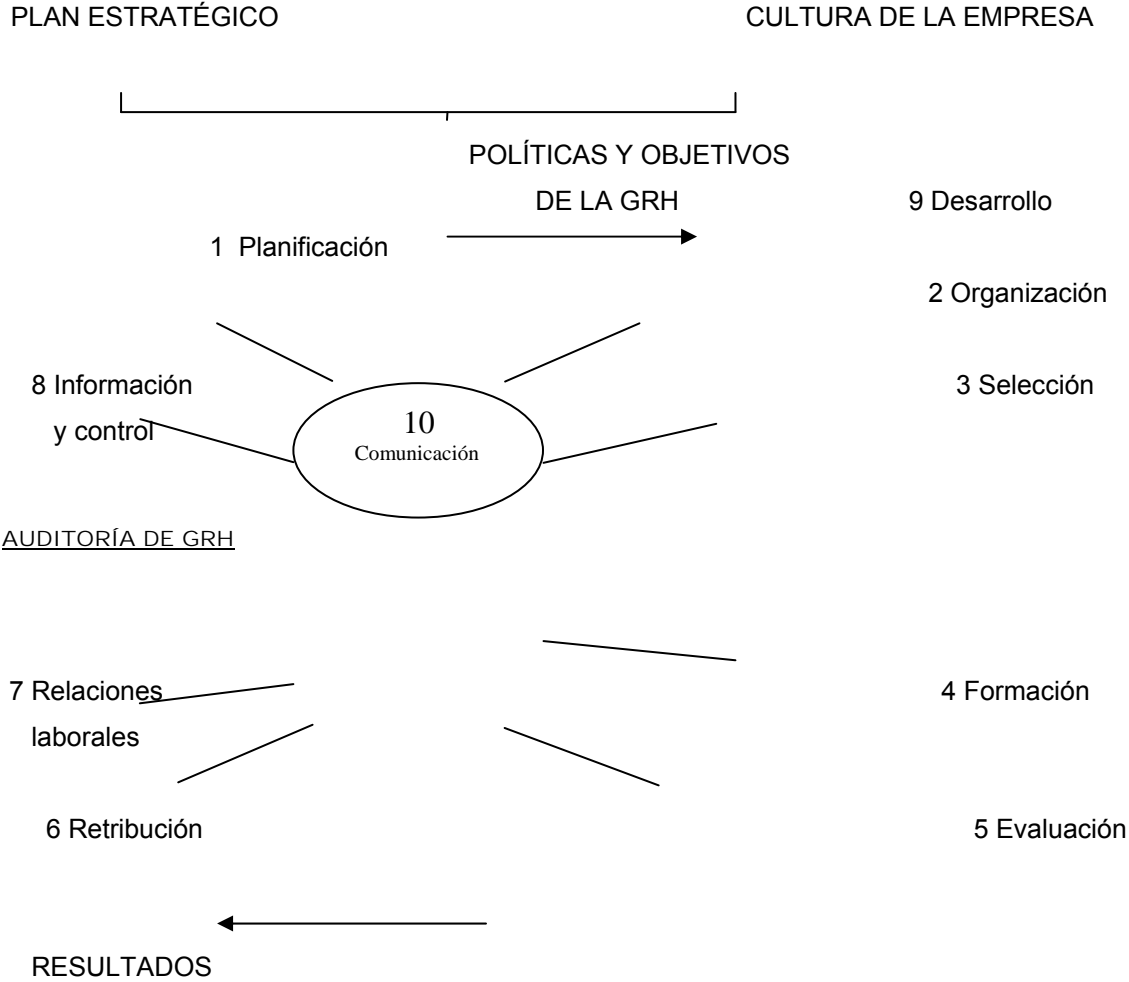 PLAN ESTRATÉGICO CULTURA DE LA EMPRESA
POLÍTICAS Y OBJETIVOS
DE LA GRH 9 Desarrollo
1 Planificación
2 Organización
8 Información 3 Selección
y control
10
Comunicación
AUDITORÍA DE GRH
7 Relaciones 4 Formación
laborales
6 Retribución 5 Evaluación
RESULTADOS